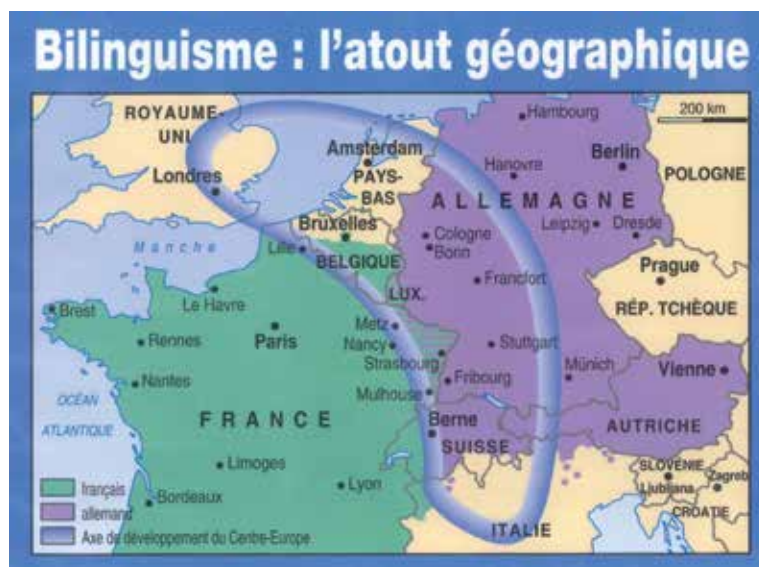 Bilinguisme : l'atout géographique
ROYAUME-
UNI
Hambourg
200 km
Amsterdam
Hanovre
Berlin
PAYS-
BAS
POLOGNE
Londres
ALLEMAGNE
Bruxelles
Leipzig
Dresde
Cologne
Bonn
Manche
Lille
BELGIQUE
Prague
Francfort
LUX.
RÉP. TCHÈQUE
Le Havre
Brest
Metz
Rennes
Paris
Nancy
Stuttgart
Strasbourg
Münich
Vienne
Nantes
Fribourg
Mulhouse
OCÉAN
ATLANTIQUE
FRANCE
Berne
SUISSE
AUTRICHE
Limoges
SLOVÉNIE
Zagreb
Ljubljana
Lyon
français
Bordeaux
allemand
CROATIE
ITALIE
Axe de développement du Centre-Europe